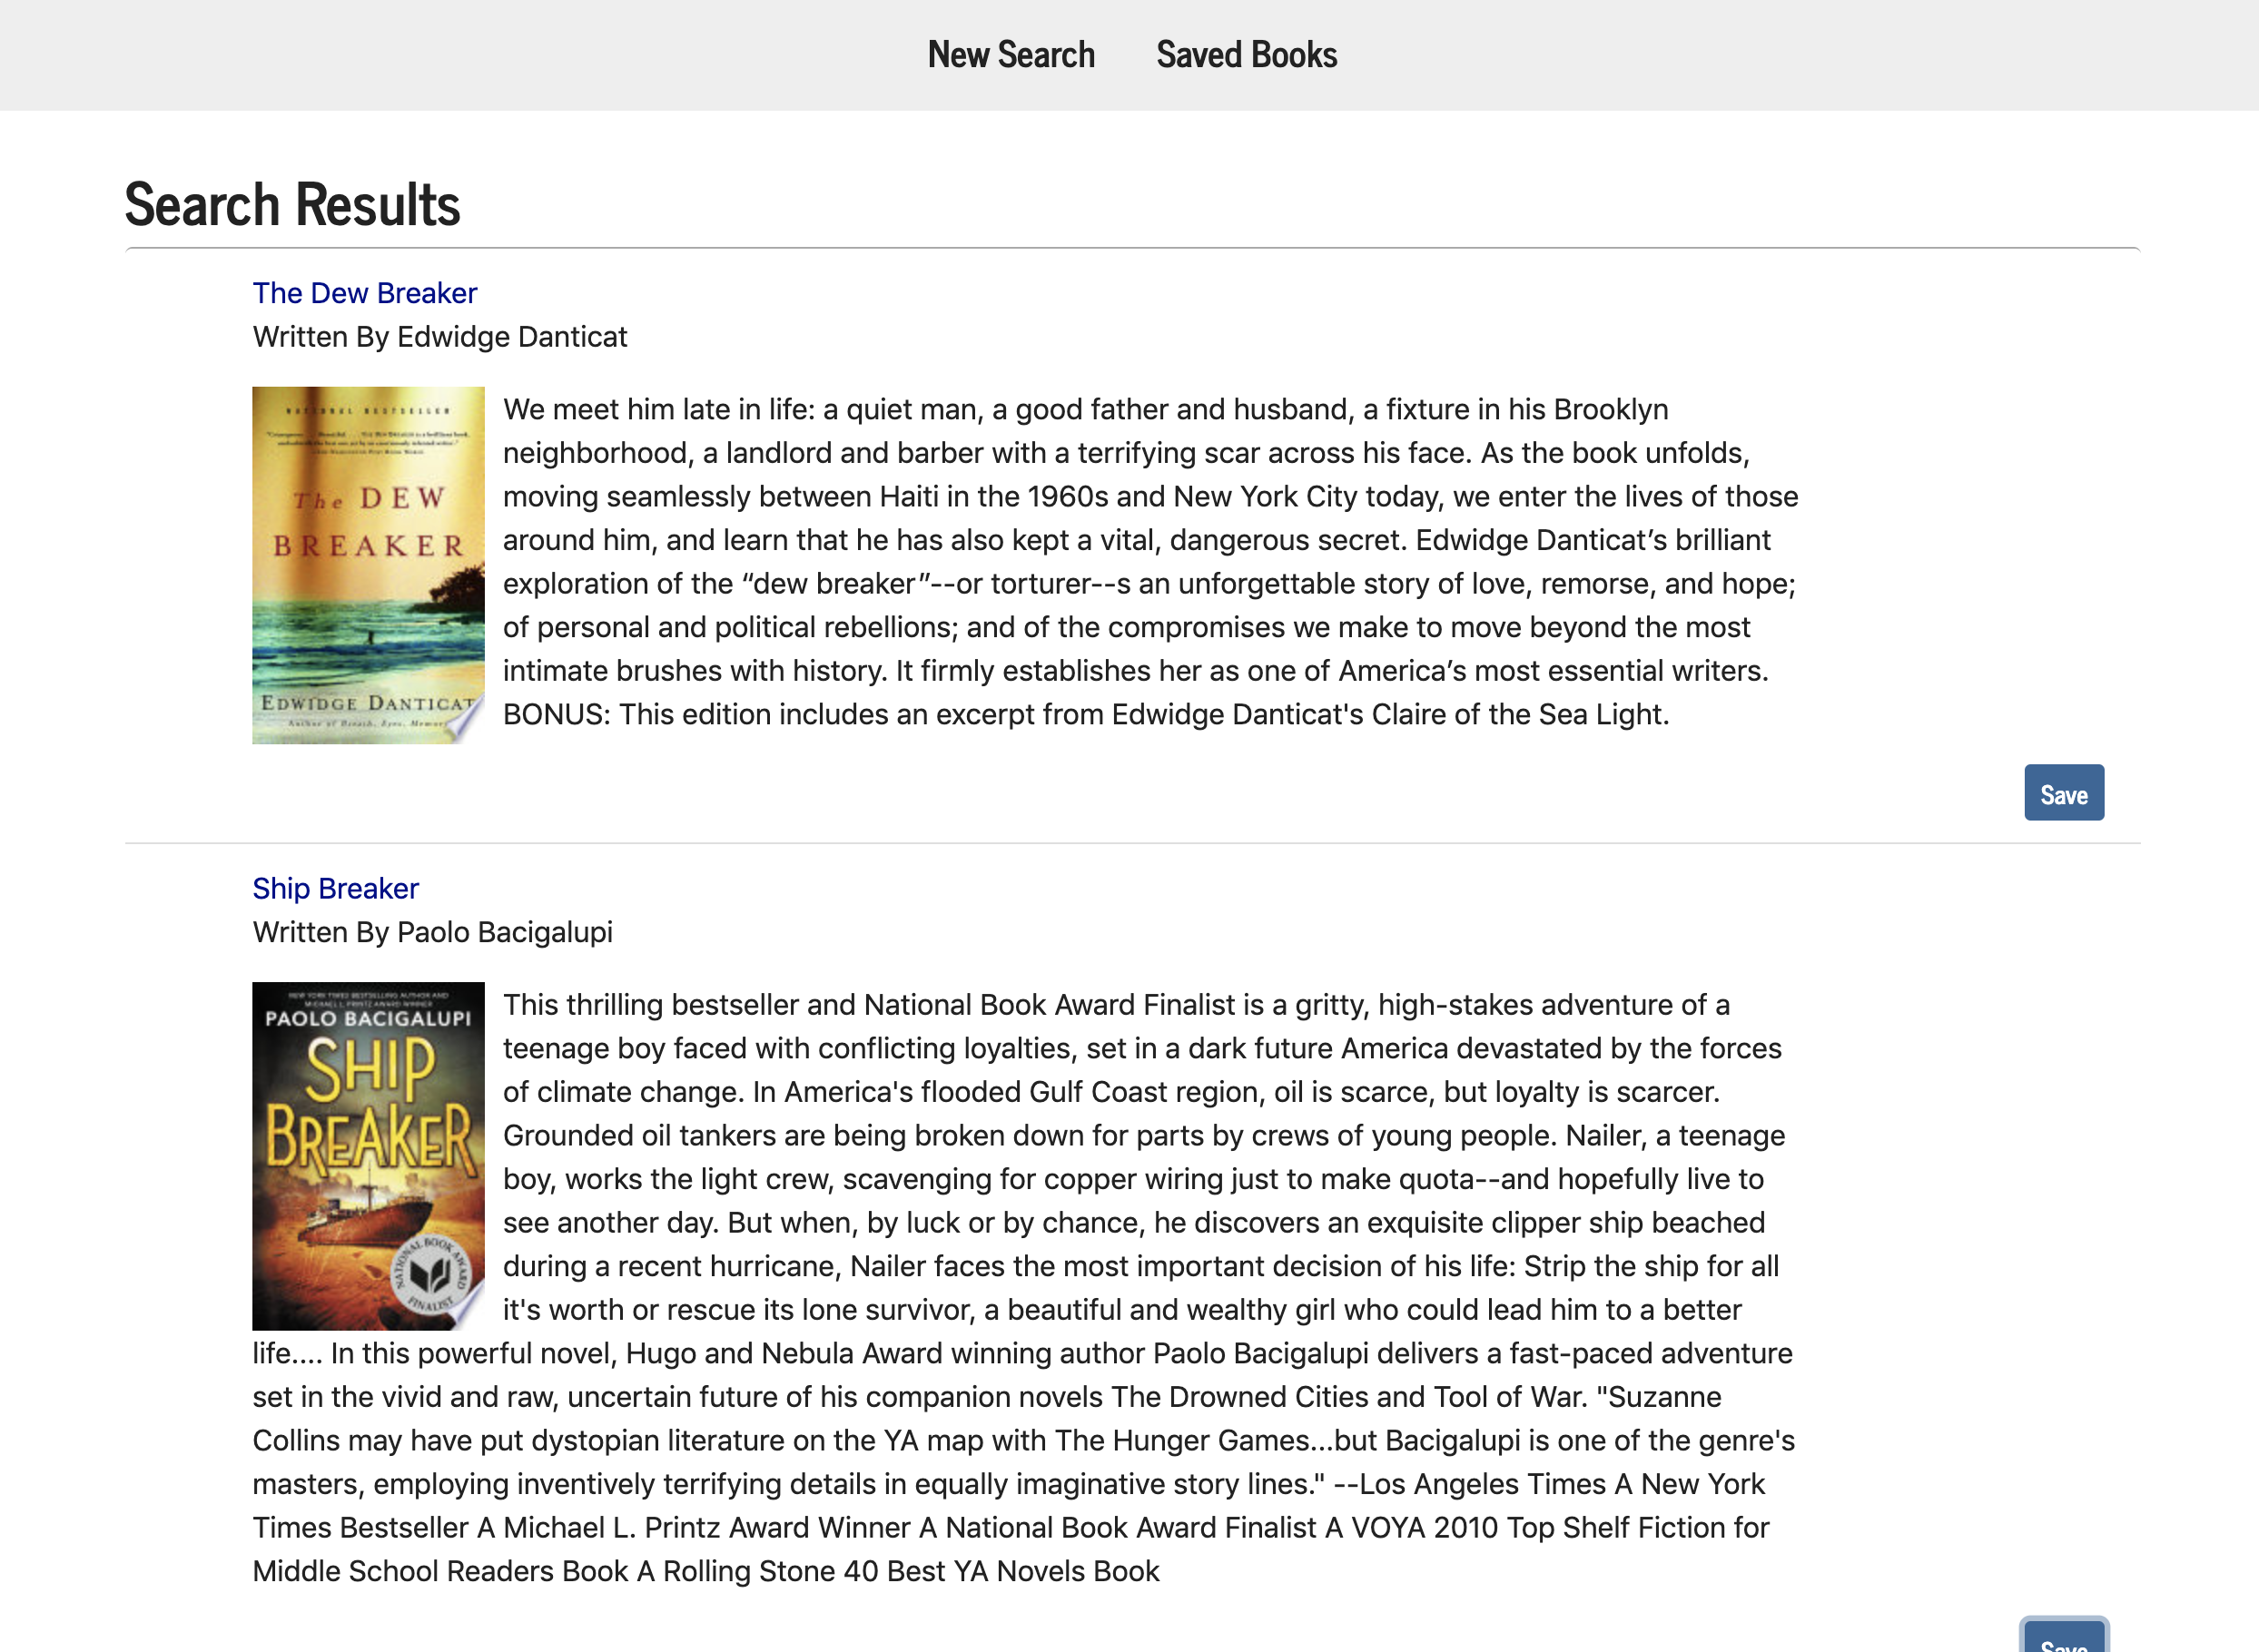 New Search Saved Books
Search Results
The Dew Breaker
Written By Edwidge Danticat
NATIONAL BESTSELLER
The DEW
BREAKER
EDWIDGE DANTICAT
Author of Breath, Eyes, Memory
We meet him late in life: a quiet man, a good father and husband, a fixture in his Brooklyn
neighborhood, a landlord and barber with a terrifying scar across his face. As the book unfolds,
moving seamlessly between Haiti in the 1960s and New York City today, we enter the lives of those
around him, and learn that he has also kept a vital, dangerous secret. Edwidge Danticat’s brilliant
exploration of the “dew breaker”--or torturer--s an unforgettable story of love, remorse, and hope;
of personal and political rebellions; and of the compromises we make to move beyond the most
intimate brushes with history. It firmly establishes her as one of America’s most essential writers.
BONUS: This edition includes an excerpt from Edwidge Danticat's Claire of the Sea Light.
Save
Ship Breaker
Written By Paolo Bacigalupi
NEW YORK TIMES BESTSELLING AUTHOR AND
MICHAEL L. PRINTZ AWARD WINNER
PAOLO BACIGALUPI
SHIP
BREAKER
NATIONAL BOOK AWARD
FINALIST
This thrilling bestseller and National Book Award Finalist is a gritty, high-stakes adventure of a
teenage boy faced with conflicting loyalties, set in a dark future America devastated by the forces
of climate change. In America's flooded Gulf Coast region, oil is scarce, but loyalty is scarcer.
Grounded oil tankers are being broken down for parts by crews of young people. Nailer, a teenage
boy, works the light crew, scavenging for copper wiring just to make quota--and hopefully live to
see another day. But when, by luck or by chance, he discovers an exquisite clipper ship beached
during a recent hurricane, Nailer faces the most important decision of his life: Strip the ship for all
it's worth or rescue its lone survivor, a beautiful and wealthy girl who could lead him to a better
life.... In this powerful novel, Hugo and Nebula Award winning author Paolo Bacigalupi delivers a fast-paced adventure
set in the vivid and raw, uncertain future of his companion novels The Drowned Cities and Tool of War. "Suzanne
Collins may have put dystopian literature on the YA map with The Hunger Games...but Bacigalupi is one of the genre's
masters, employing inventively terrifying details in equally imaginative story lines." --Los Angeles Times A New York
Times Bestseller A Michael L. Printz Award Winner A National Book Award Finalist A VOYA 2010 Top Shelf Fiction for
Middle School Readers Book A Rolling Stone 40 Best YA Novels Book
Save